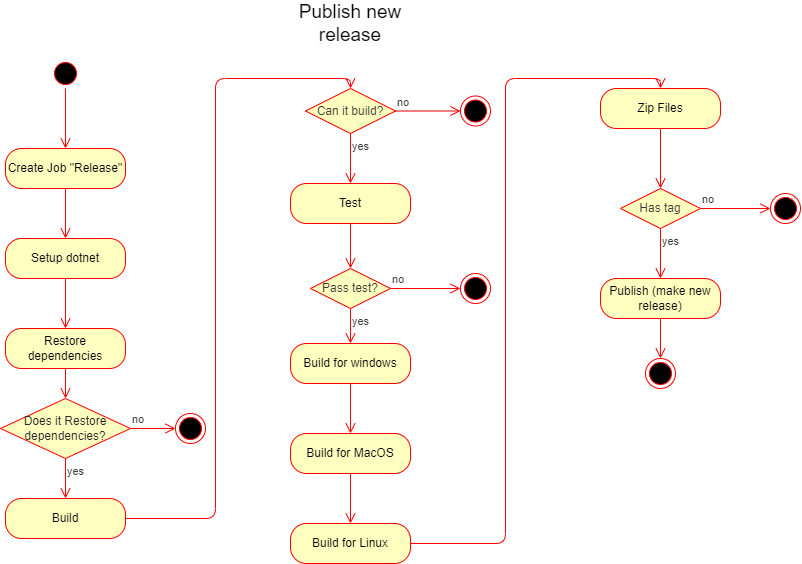 Publish new
release
Create Job "Release"
Setup dotnet
Restore
dependencies
Does it Restore
dependencies?
no
yes
Build
Can it build?
no
yes
Test
Pass test?
no
yes
Build for windows
Build for MacOS
Build for Linux
Zip Files
Has tag
no
yes
Publish (make new
release)